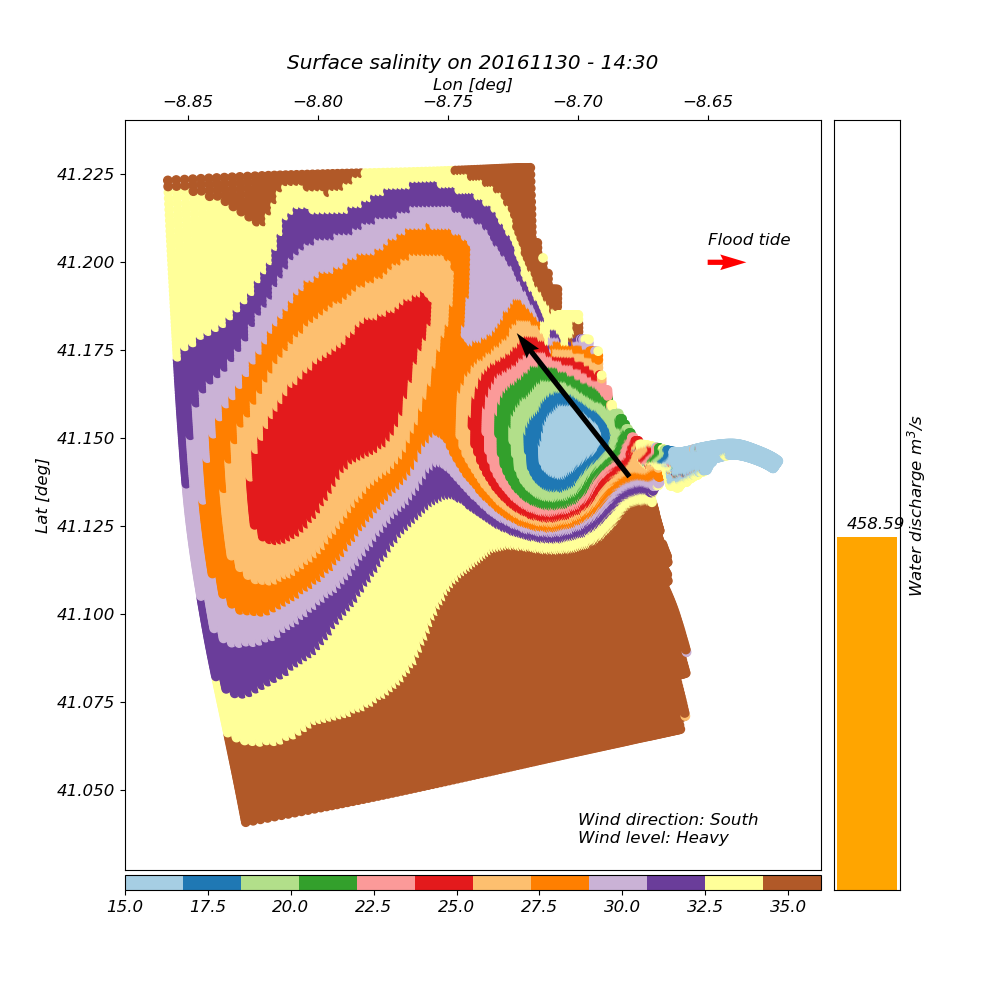 Surface salinity on 20161130 - 14:30
Lon [deg]
−8.85 −8.80 −8.75 −8.70 −8.65
41.225
41.200
41.175
41.150
41.125
41.100
41.075
41.050
Lat [deg]
Flood tide
Wind direction: South
Wind level: Heavy
458.59
Water discharge m³/s
15.0 17.5 20.0 22.5 25.0 27.5 30.0 32.5 35.0